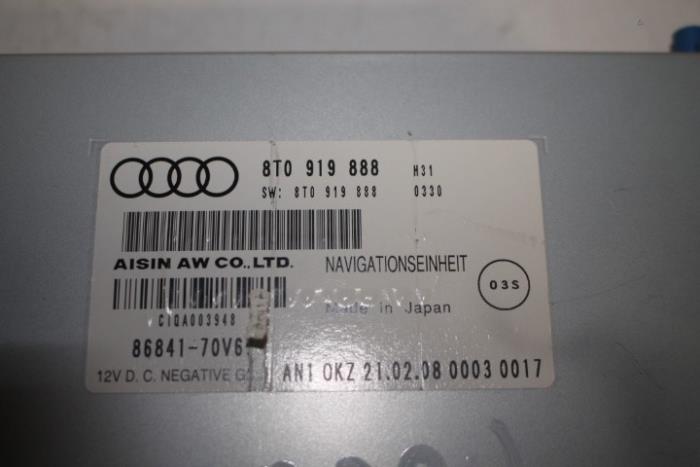 8T0 919 888 H31
SW: 8T0 919 888 0330
AISIN AW CO.,LTD. NAVIGATIONSEINHEIT
03S
Made in Japan
C1QA003948
86841-70V6
12V D. C. NEGATIVE G
AN1 OKZ 21.02.08 0003 0017